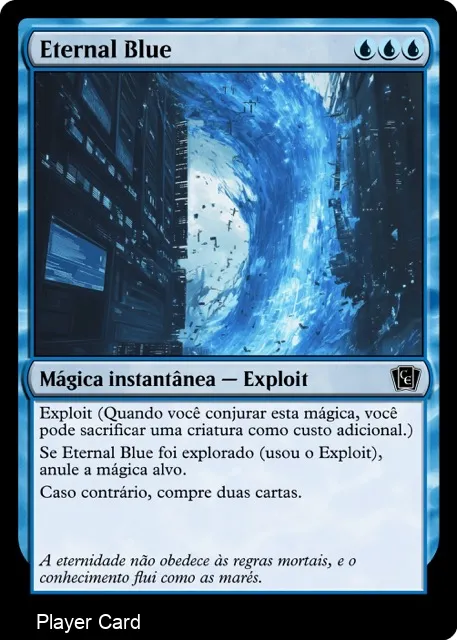 Eternal Blue
Mágica instantânea — Exploit
Exploit (Quando você conjurar esta mágica, você
pode sacrificar uma criatura como custo adicional.)
Se Eternal Blue foi explorado (usou o Exploit),
anule a mágica alvo.
Caso contrário, compre duas cartas.
A eternidade não obedece às regras mortais, e o
conhecimento flui como as marés.
Player Card